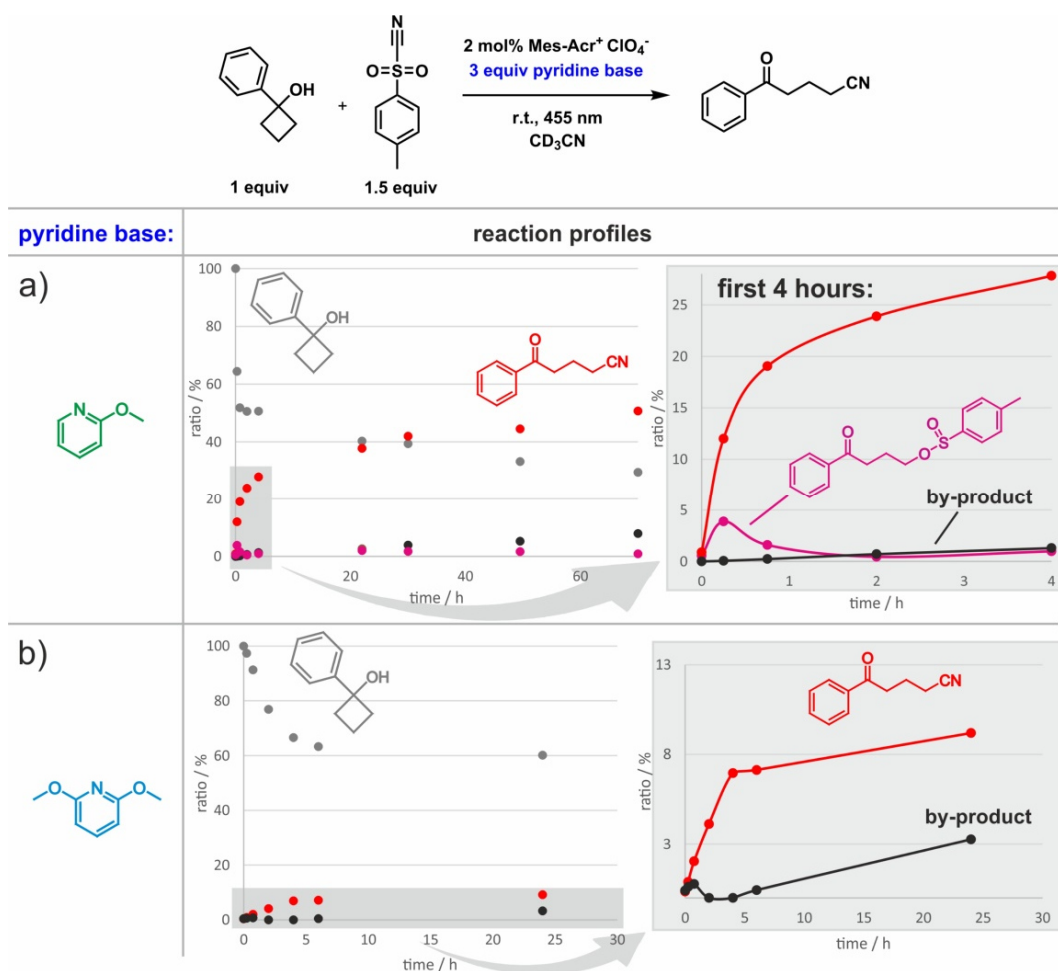 OH
+
N
O=S=O
2 mol% Mes-Acr+ ClO4-
3 equiv pyridine base
r.t., 455 nm
CD3CN
O
CN
1 equiv
1.5 equiv
pyridine base:
reaction profiles
a)
N
O
ratio / %
100
80
60
40
20
0
0
20
40
60
time / h
OH
O
CN
first 4 hours:
ratio / %
25
20
15
10
5
0
0
1
2
3
4
time / h
O
O
S
O
by-product
b)
O
N
O
ratio / %
100
80
60
40
20
0
0
5
10
15
20
25
30
time / h
OH
ratio / %
13
8
3
0
5
10
15
20
25
30
time / h
O
CN
by-product